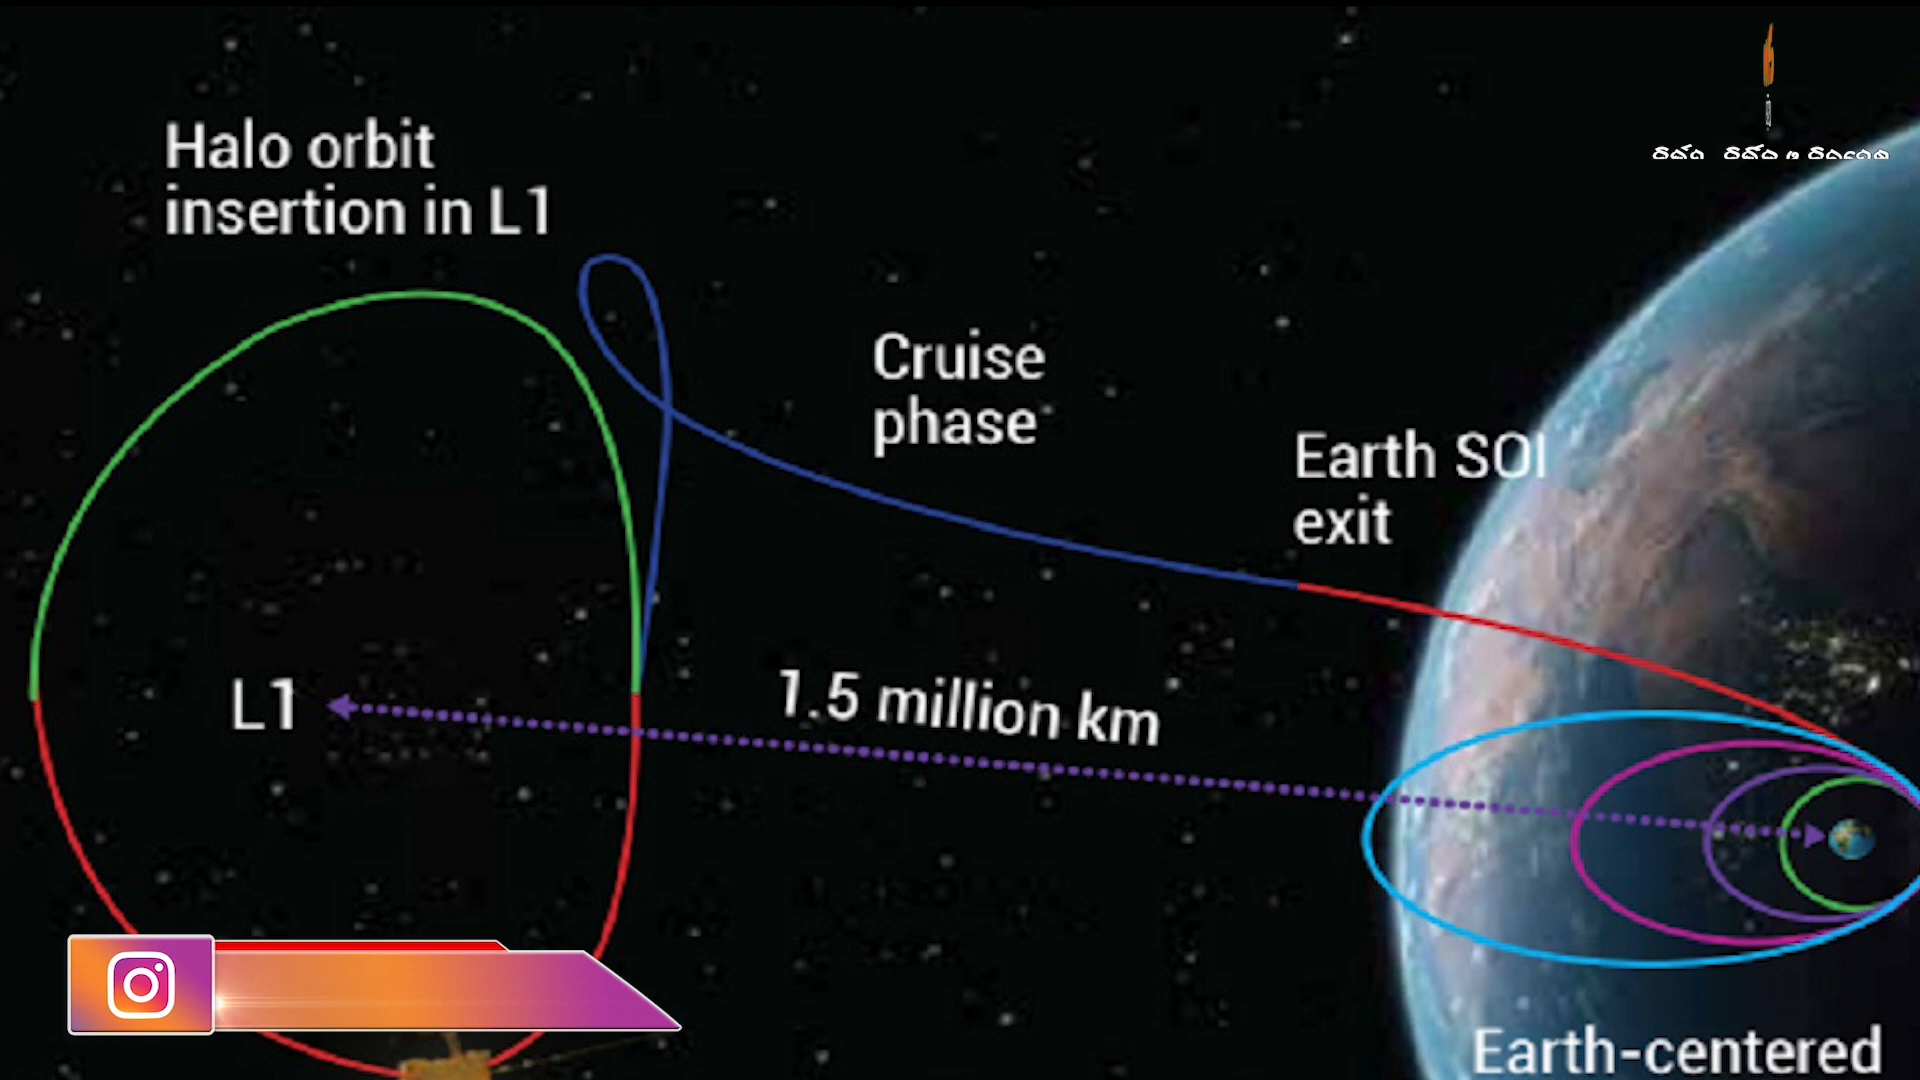 Halo orbit
insertion in L1
Cruise
phase
Earth SOI
exit
L1
1.5 million km
Earth-centered